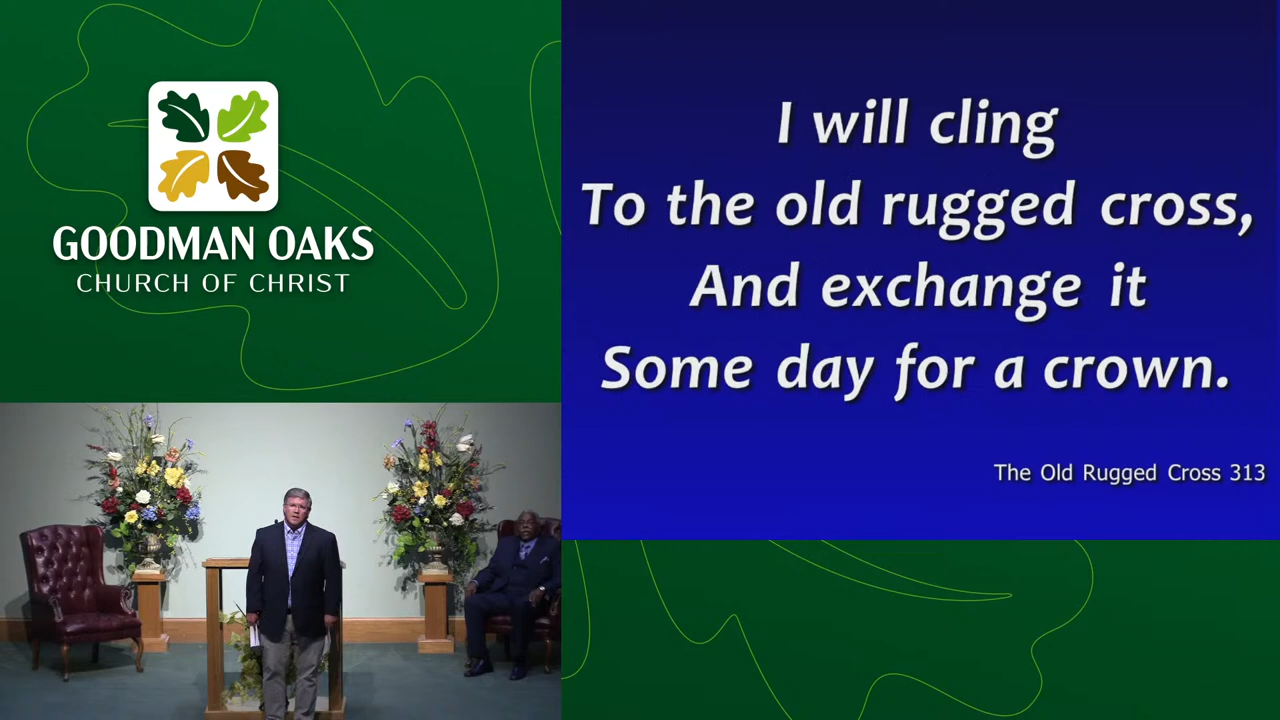 GOODMAN OAKS
CHURCH OF CHRIST
I will cling
To the old rugged cross,
And exchange it
Some day for a crown.
The Old Rugged Cross 313